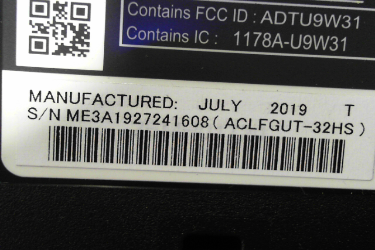 Contains FCC ID : ADTU9W31
Contains IC : 1178A-U9W31
MANUFACTURED: JULY 2019 T
S/N ME3A1927241608 ( ACLFGUT-32HS )